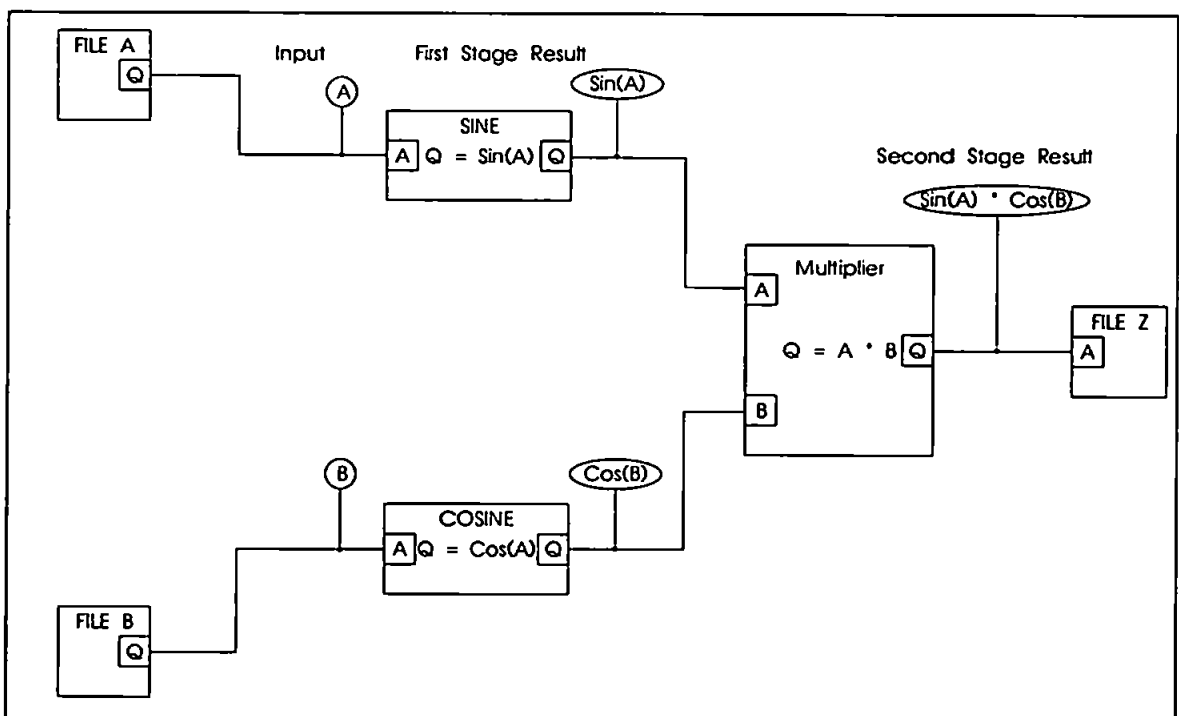 FILE A
Q
Input
First Stage Result
A
Sin(A)
SINE
A Q = Sin(A) Q
Second Stage Result
Sin(A) * Cos(B)
Multiplier
A
Q = A * B Q
B
FILE Z
A
B
Cos(B)
COSINE
A Q = Cos(A) Q
FILE B
Q